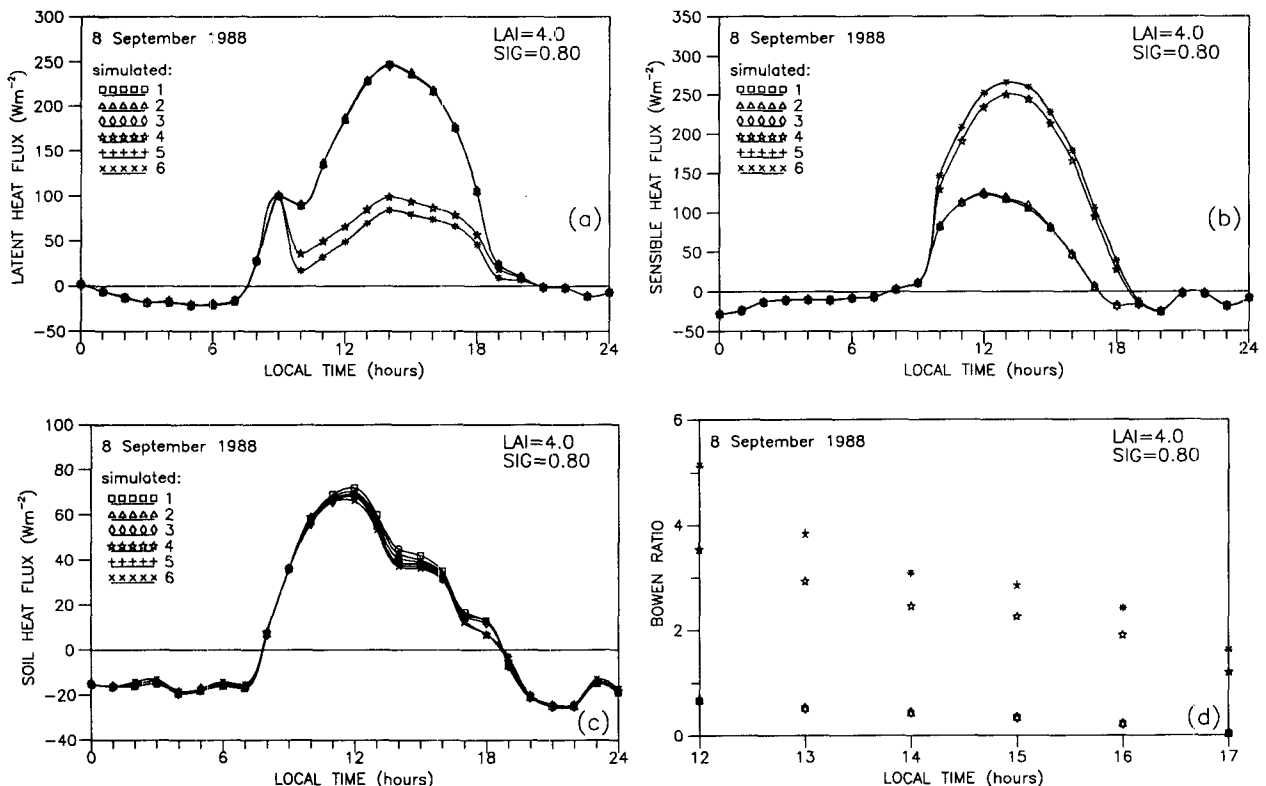 300
250
200
150
100
50
0
-50
LATENT HEAT FLUX (Wm-2)
8 September 1988
LAI=4.0
SIG=0.80
simulated:
1
2
3
4
5
6
(a)
0 6 12 18 24
LOCAL TIME (hours)
350
300
250
200
150
100
50
0
-50
SENSIBLE HEAT FLUX (Wm-2)
8 September 1988
LAI=4.0
SIG=0.80
simulated:
1
2
3
4
5
6
(b)
0 6 12 18 24
LOCAL TIME (hours)
100
80
60
40
20
0
-20
-40
SOIL HEAT FLUX (Wm-2)
8 September 1988
LAI=4.0
SIG=0.80
simulated:
1
2
3
4
5
6
(c)
0 6 12 18 24
LOCAL TIME (hours)
6
4
2
0
BOWEN RATIO
8 September 1988
LAI=4.0
SIG=0.80
(d)
12 13 14 15 16 17
LOCAL TIME (hours)